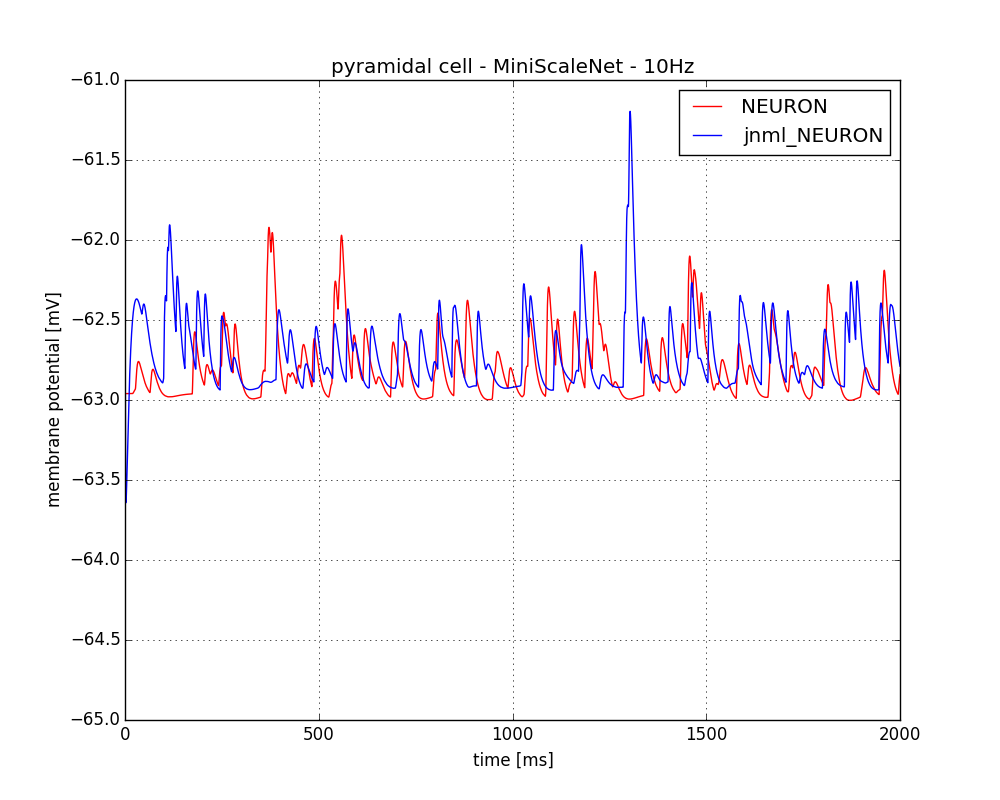 pyramidal cell - MiniScaleNet - 10Hz
NEURON
jnml_NEURON
membrane potential [mV]
−61.0
−61.5
−62.0
−62.5
−63.0
−63.5
−64.0
−64.5
−65.0
0 500 1000 1500 2000
time [ms]